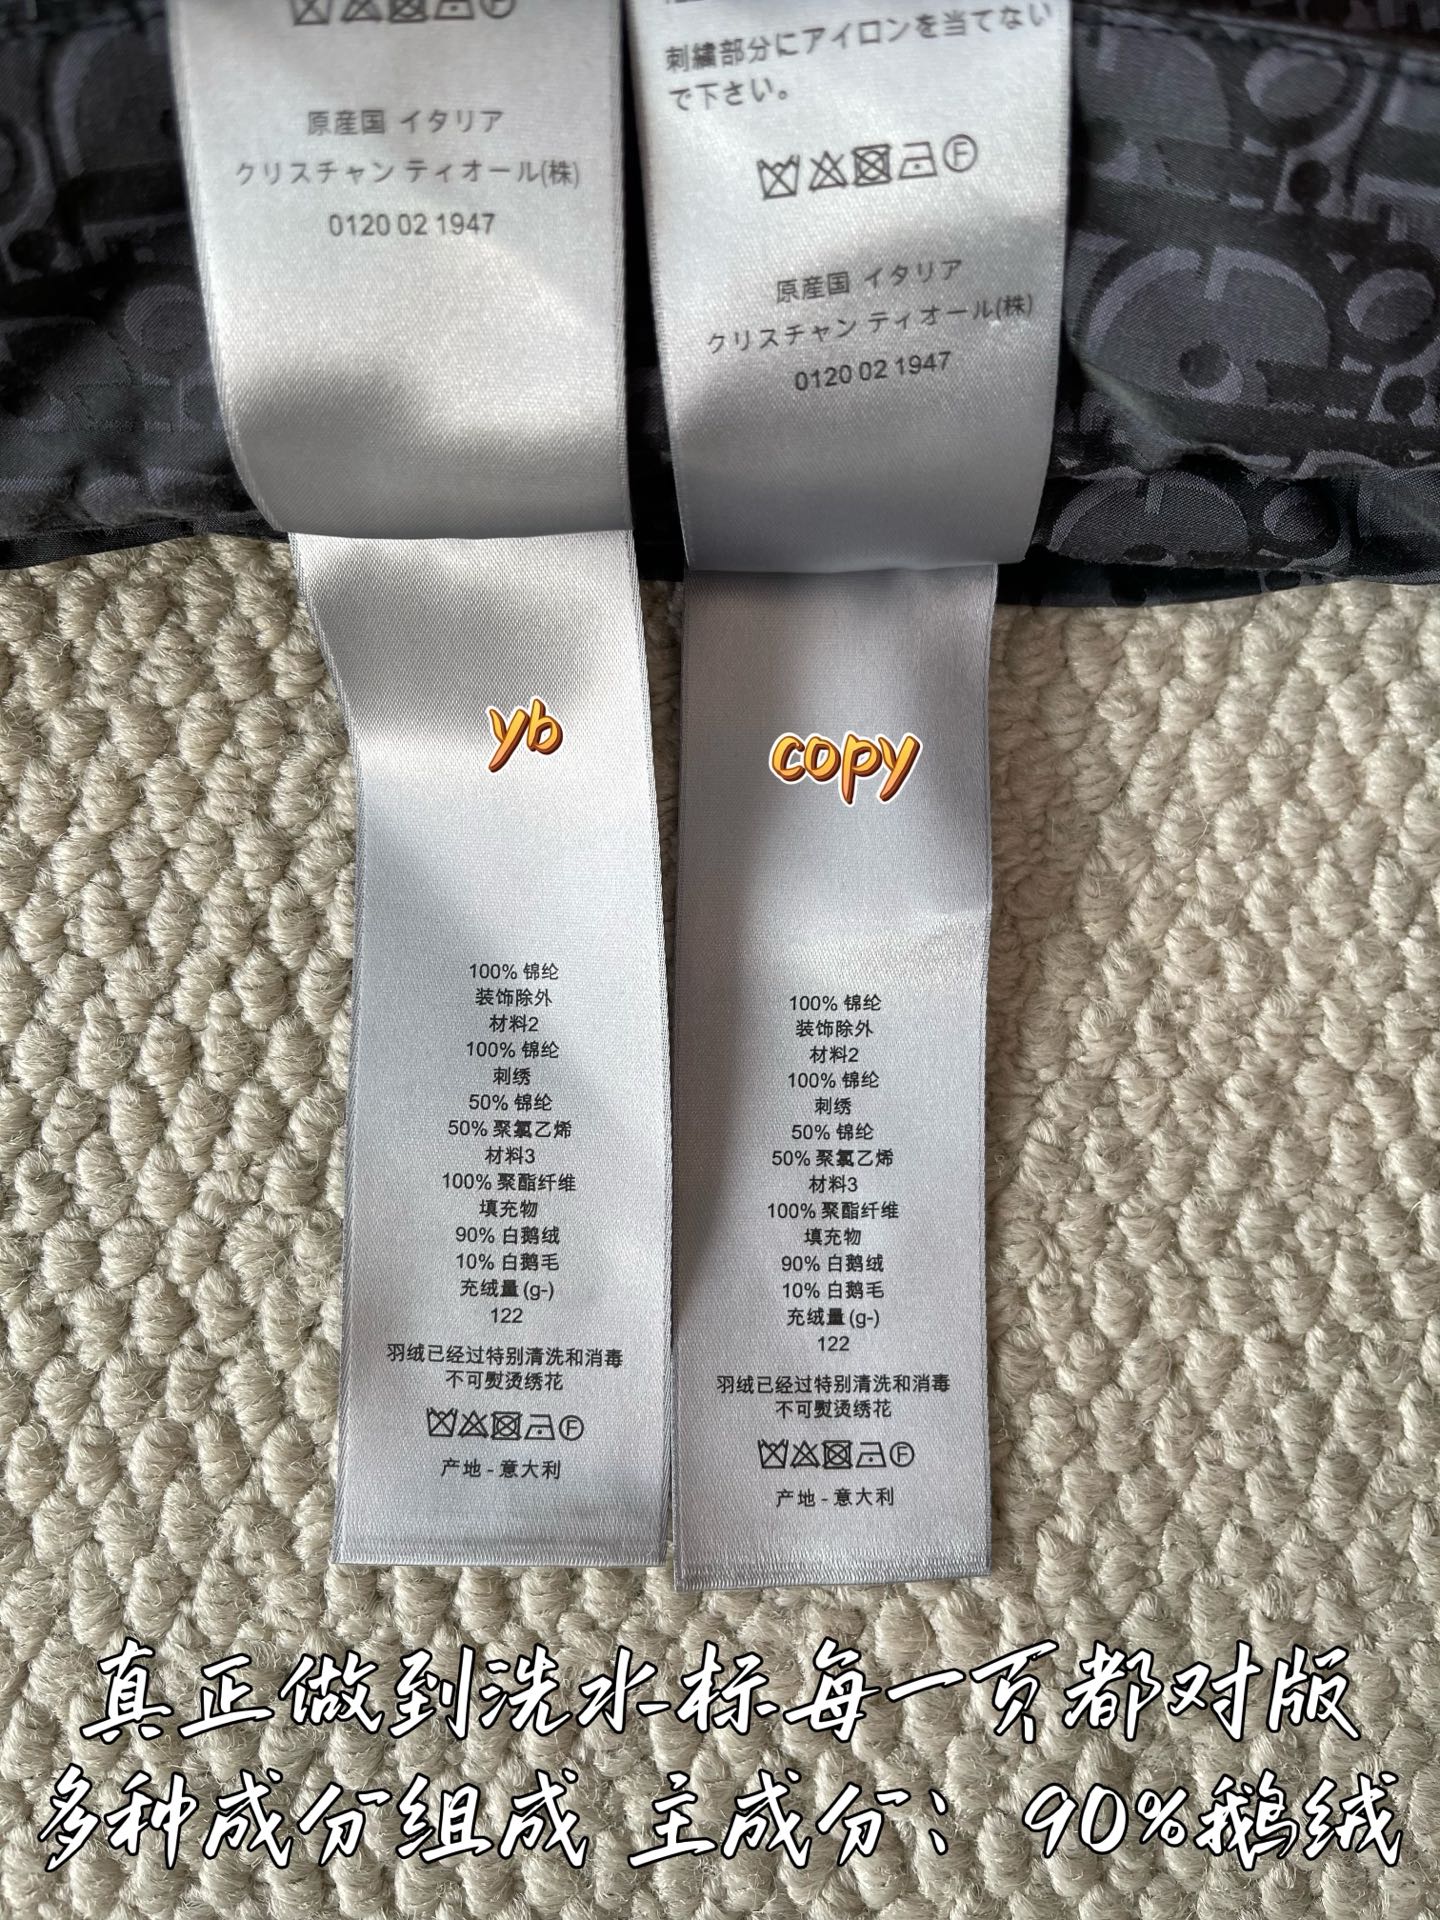 原産国 イタリア
クリスチャン ティオール(株)
0120 02 1947
刺繍部分にアイロンを当てない
で下さい。
F
原産国 イタリア
クリスチャン ティオール(株)
0120 02 1947
yb
100% 锦纶
装饰除外
材料2
100% 锦纶
刺绣
50% 锦纶
50% 聚氯乙烯
材料3
100% 聚酯纤维
填充物
90% 白鹅绒
10% 白鹅毛
充绒量 (g-)
122
羽绒已经过特别清洗和消毒
不可熨烫绣花
F
产地 - 意大利
copy
100% 锦纶
装饰除外
材料2
100% 锦纶
刺绣
50% 锦纶
50% 聚氯乙烯
材料3
100% 聚酯纤维
填充物
90% 白鹅绒
10% 白鹅毛
充绒量 (g-)
122
羽绒已经过特别清洗和消毒
不可熨烫绣花
F
产地 - 意大利
真正做到洗水标每一页都对版
多种成分组成 主成分：90%鹅绒